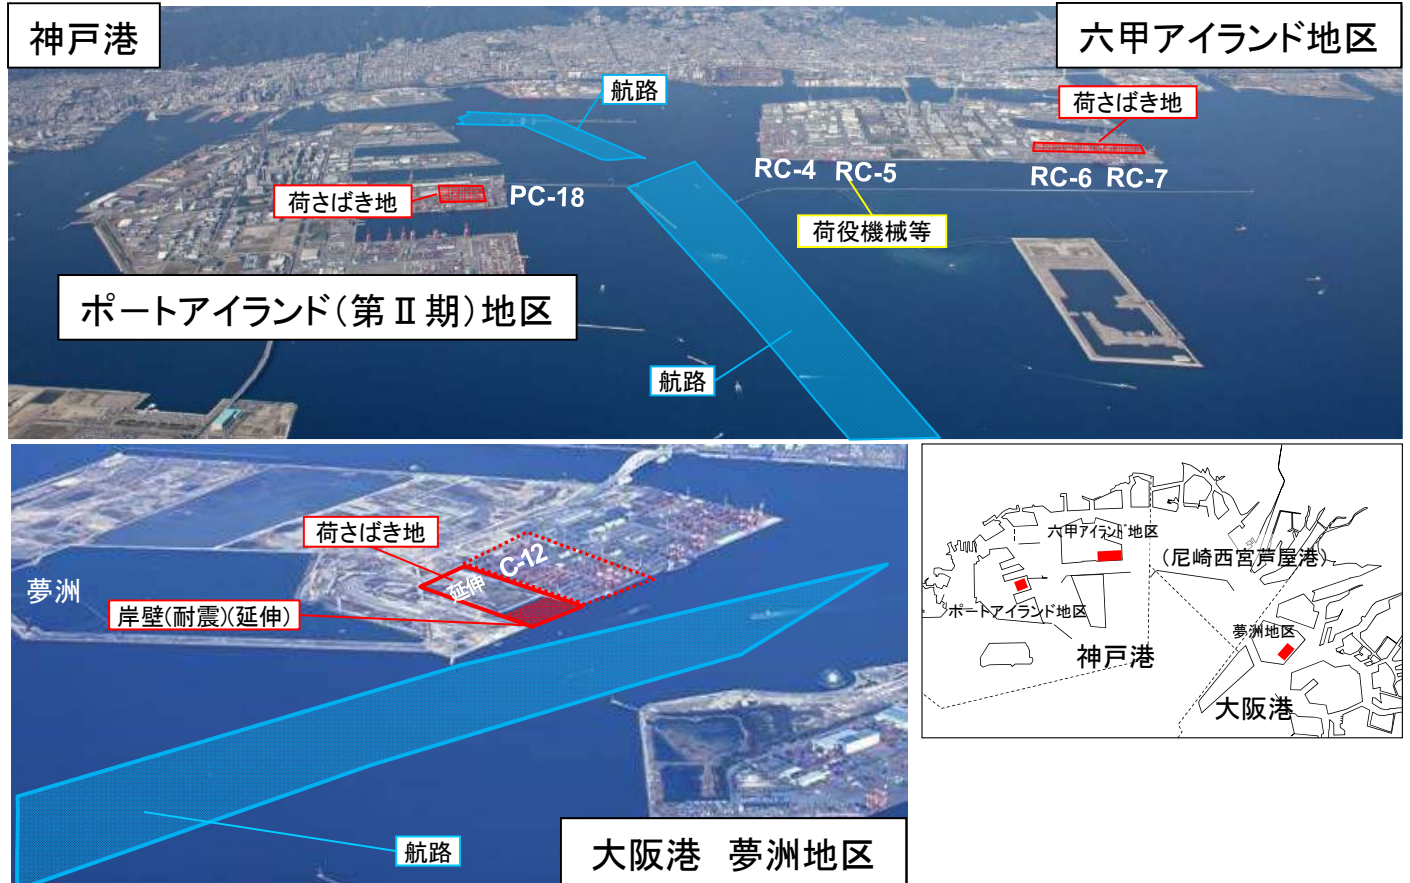 神戸港
六甲アイランド地区
航路
荷さばき地
RC-4 RC-5
RC-6 RC-7
荷さばき地
PC-18
荷役機械等
ポートアイランド(第Ⅱ期)地区
航路
荷さばき地
C-12
延伸
夢洲
岸壁(耐震)(延伸)
航路
大阪港 夢洲地区
六甲アイランド地区
(尼崎西宮芦屋港)
ポートアイランド地区
夢洲地区
神戸港
大阪港